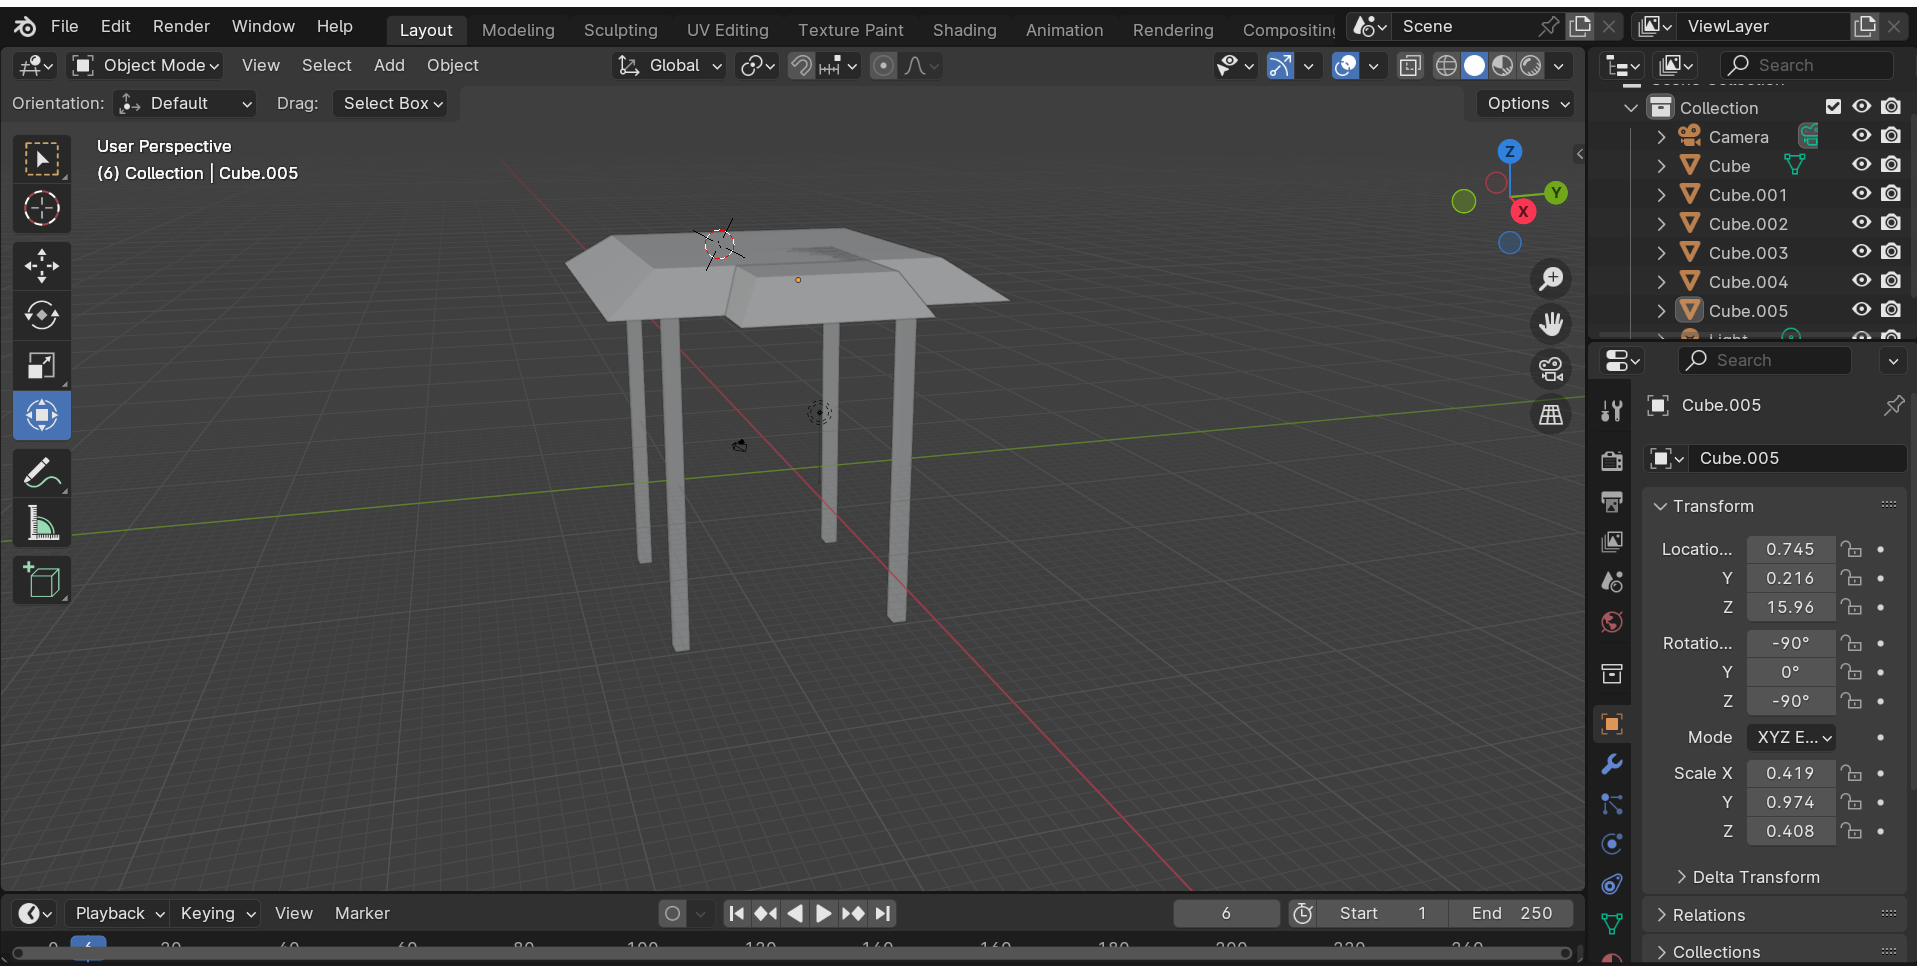 File Edit Render Window Help Layout Modeling Sculpting UV Editing Texture Paint Shading Animation Rendering Compositing Scene ViewLayer
Object Mode View Select Add Object Global Search
Orientation: Default Drag: Select Box Options
User Perspective
(6) Collection | Cube.005
Z
Y
X
Scene Collection
Collection
Camera
Cube
Cube.001
Cube.002
Cube.003
Cube.004
Cube.005
Light
Search
Cube.005
Cube.005
Transform
Locatio... 0.745
Y 0.216
Z 15.96
Rotatio... -90°
Y 0°
Z -90°
Mode XYZ E...
Scale X 0.419
Y 0.974
Z 0.408
Delta Transform
Relations
Collections
Playback Keying View Marker 6 Start 1 End 250
0 6 20 40 60 80 100 120 140 160 180 200 220 240